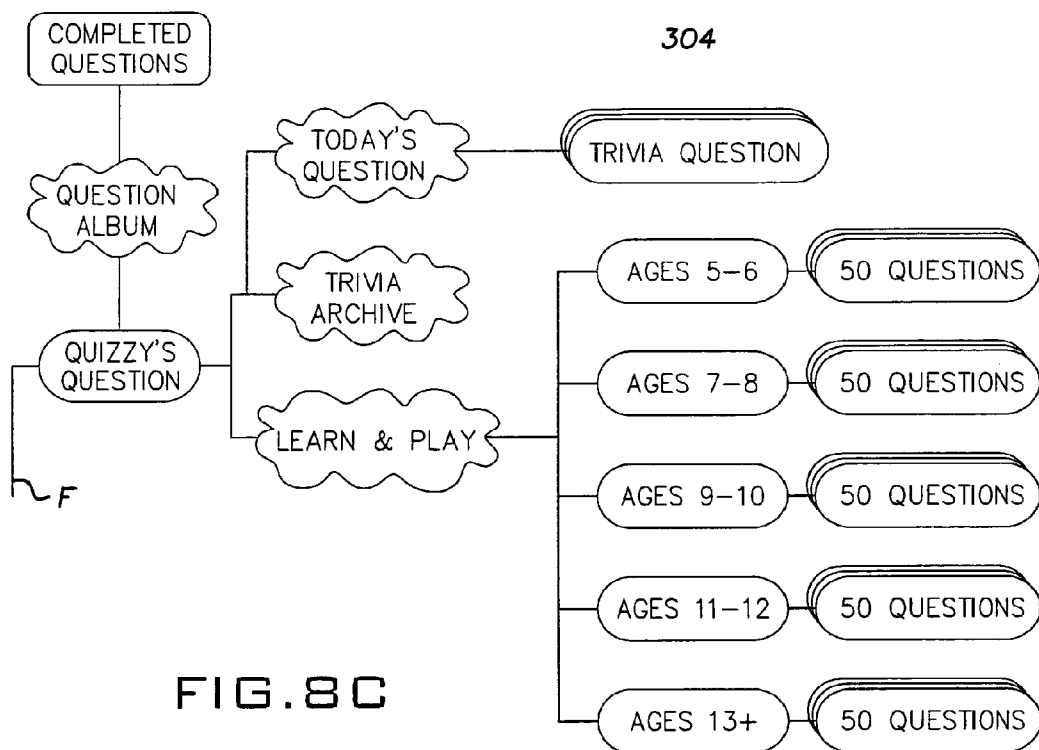 COMPLETED
QUESTIONS
304
TODAY'S
QUESTION
TRIVIA QUESTION
QUESTION
ALBUM
TRIVIA
ARCHIVE
AGES 5-6
50 QUESTIONS
QUIZZY'S
QUESTION
AGES 7-8
50 QUESTIONS
LEARN & PLAY
F
AGES 9-10
50 QUESTIONS
AGES 11-12
50 QUESTIONS
FIG.8C
AGES 13+
50 QUESTIONS